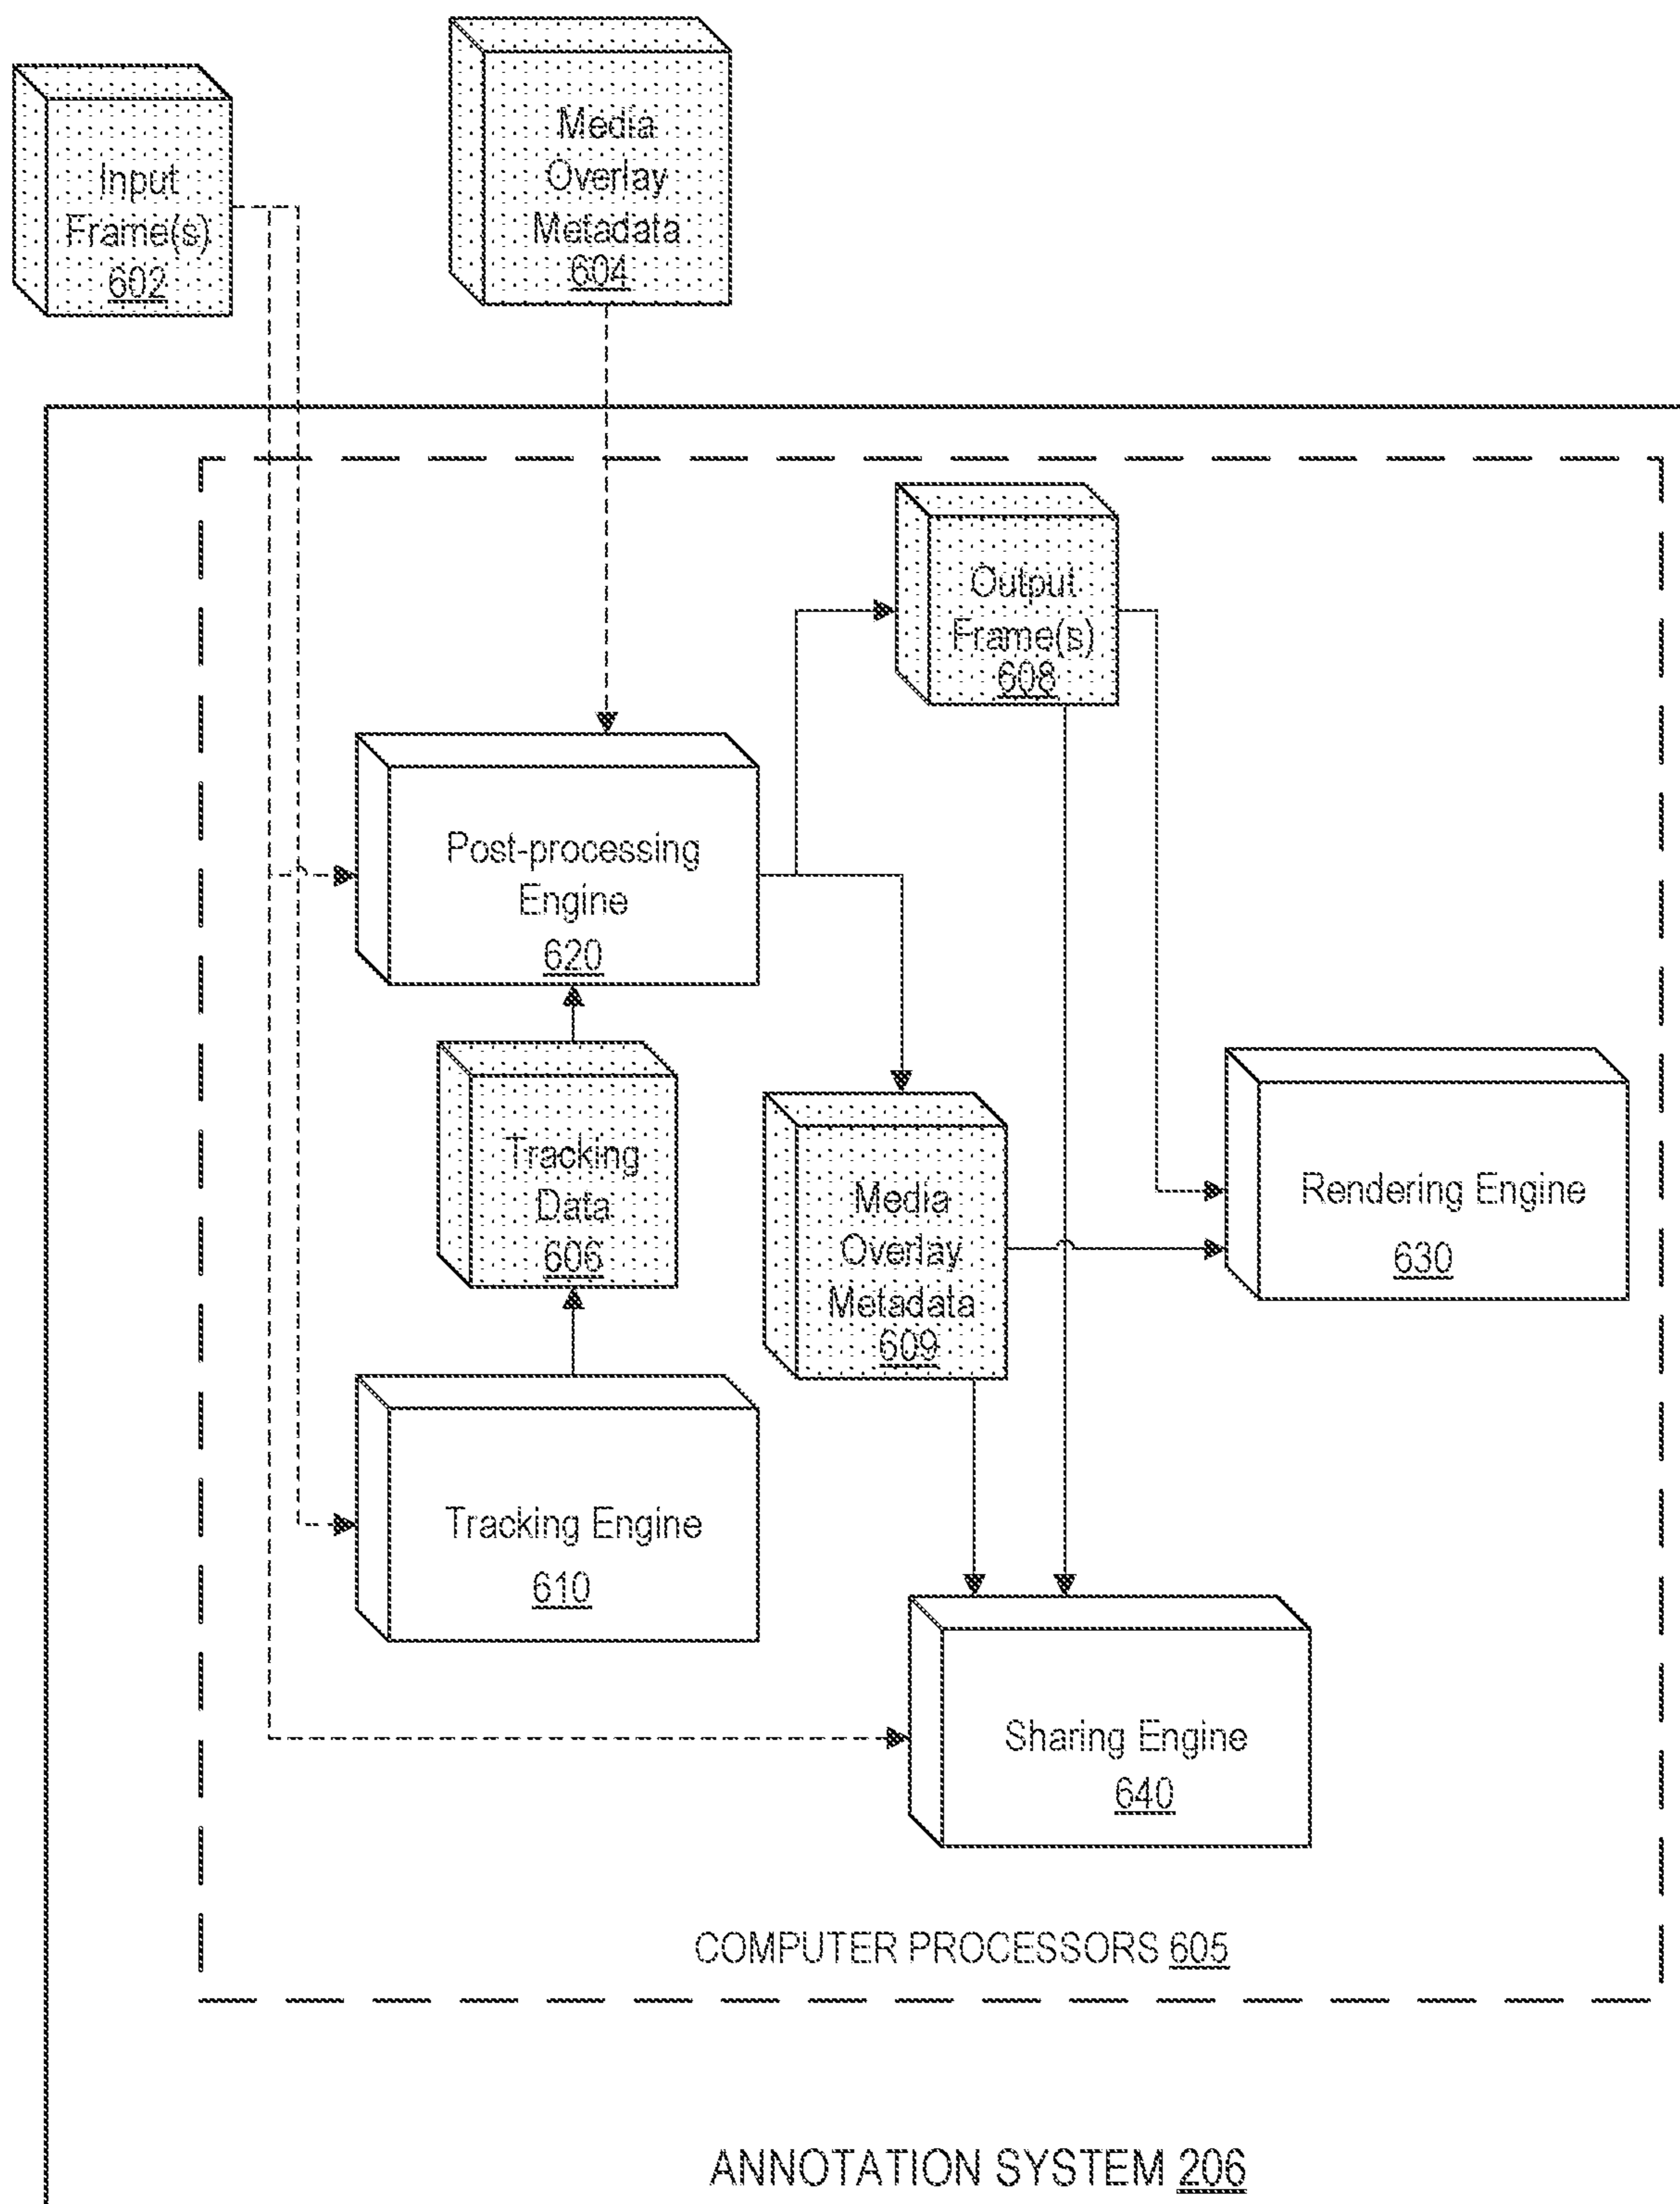 Media
Overlay
Metadata
604
Input
Frame(s)
602
Output
Frame(s)
608
Post-processing
Engine
620
Tracking
Data
606
Media
Overlay
Metadata
609
Rendering Engine
630
Tracking Engine
610
Sharing Engine
640
COMPUTER PROCESSORS 605
ANNOTATION SYSTEM 206